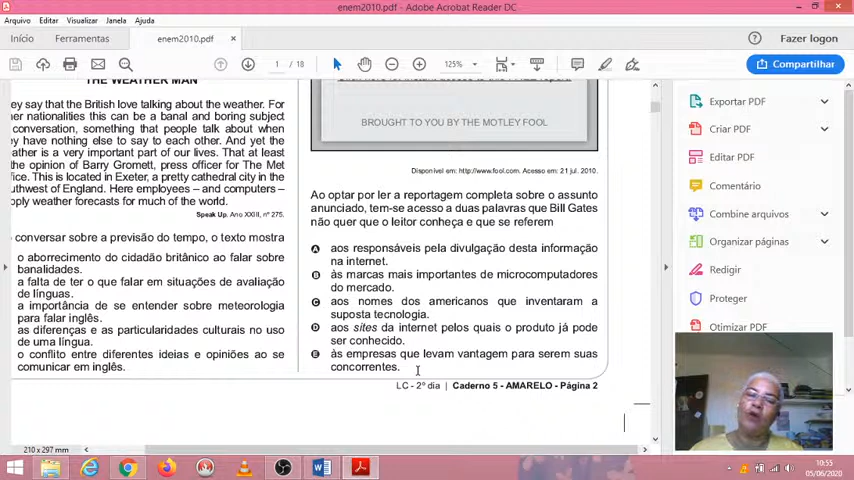 enem2010.pdf - Adobe Acrobat Reader DC
Arquivo Editar Visualizar Janela Ajuda
Início Ferramentas enem2010.pdf × Fazer logon
1 / 18 125% Compartilhar
THE WEATHER MAN
ey say that the British love talking about the weather. For
er nationalities this can be a banal and boring subject
conversation, something that people talk about when
ey have nothing else to say to each other. And yet the
ather is a very important part of our lives. That at least
the opinion of Barry Gromett, press officer for The Met
fice. This is located in Exeter, a pretty cathedral city in the
uthwest of England. Here employees – and computers –
pply weather forecasts for much of the world.
Speak Up. Ano XXIII, nº 275.
conversar sobre a previsão do tempo, o texto mostra
o aborrecimento do cidadão britânico ao falar sobre
banalidades.
a falta de ter o que falar em situações de avaliação
de línguas.
a importância de se entender sobre meteorologia
para falar inglês.
as diferenças e as particularidades culturais no uso
de uma língua.
o conflito entre diferentes ideias e opiniões ao se
comunicar em inglês.
BROUGHT TO YOU BY THE MOTLEY FOOL
Disponível em: http://www.fool.com. Acesso em: 21 jul. 2010.
Ao optar por ler a reportagem completa sobre o assunto
anunciado, tem-se acesso a duas palavras que Bill Gates
não quer que o leitor conheça e que se referem
A aos responsáveis pela divulgação desta informação
na internet.
B às marcas mais importantes de microcomputadores
do mercado.
C aos nomes dos americanos que inventaram a
suposta tecnologia.
D aos sites da internet pelos quais o produto já pode
ser conhecido.
E às empresas que levam vantagem para serem suas
concorrentes.
LC - 2º dia | Caderno 5 - AMARELO - Página 2
210 x 297 mm
Exportar PDF
Criar PDF
Editar PDF
Comentário
Combine arquivos
Organizar páginas
Redigir
Proteger
Otimizar PDF
10:55
05/06/2020